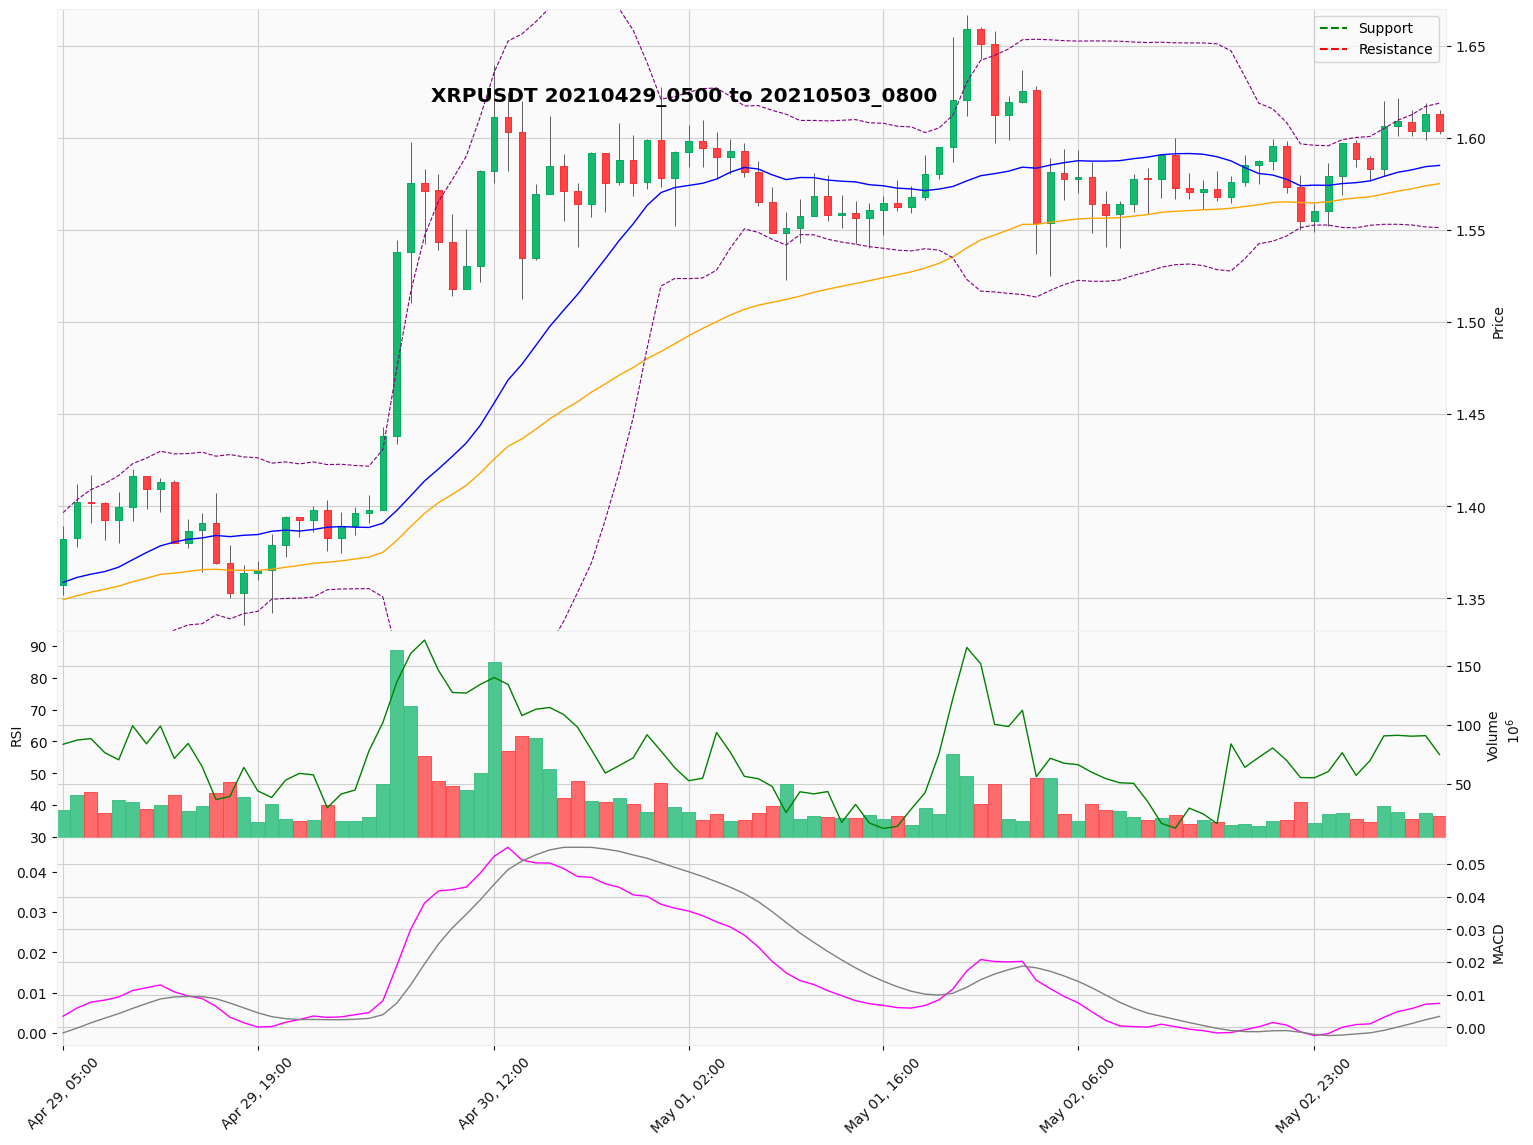 XRPUSDT 20210429_0500 to 20210503_0800
Support
Resistance
1.65
1.60
1.55
1.50
1.45
1.40
1.35
Price
90
80
70
60
50
40
30
RSI
150
100
50
Volume
10^6
0.04
0.03
0.02
0.01
0.00
0.05
0.04
0.03
0.02
0.01
0.00
MACD
Apr 29, 05:00
Apr 29, 19:00
Apr 30, 12:00
May 01, 02:00
May 01, 16:00
May 02, 06:00
May 02, 23:00